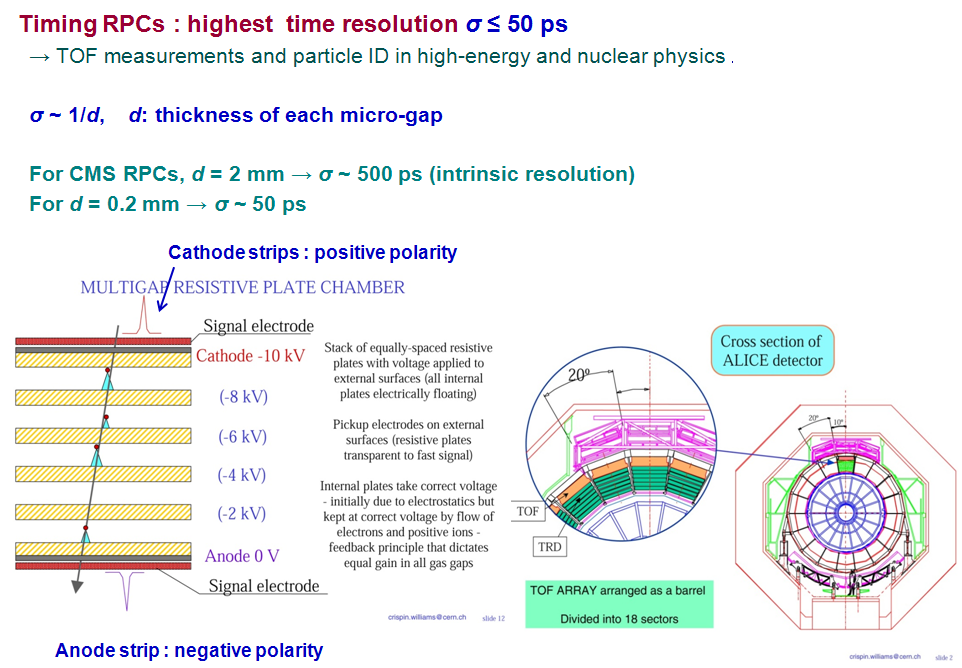 Timing RPCs : highest time resolution σ ≤ 50 ps
→ TOF measurements and particle ID in high-energy and nuclear physics .
σ ~ 1/d, d: thickness of each micro-gap
For CMS RPCs, d = 2 mm → σ ~ 500 ps (intrinsic resolution)
For d = 0.2 mm → σ ~ 50 ps
Cathode strips : positive polarity
MULTIGAP RESISTIVE PLATE CHAMBER
Signal electrode
Cathode -10 kV
(-8 kV)
(-6 kV)
(-4 kV)
(-2 kV)
Anode 0 V
Signal electrode
Anode strip : negative polarity
Stack of equally-spaced resistive
plates with voltage applied to
external surfaces (all internal
plates electrically floating)
Pickup electrodes on external
surfaces (resistive plates
transparent to fast signal)
Internal plates take correct voltage
- initially due to electrostatics but
kept at correct voltage by flow of
electrons and positive ions -
feedback principle that dictates
equal gain in all gas gaps
crispin.williams@cern.ch slide 12
Cross section of
ALICE detector
20º
TOF
TRD
20º
10º
TOF ARRAY arranged as a barrel
Divided into 18 sectors
crispin.williams@cern.ch slide 2